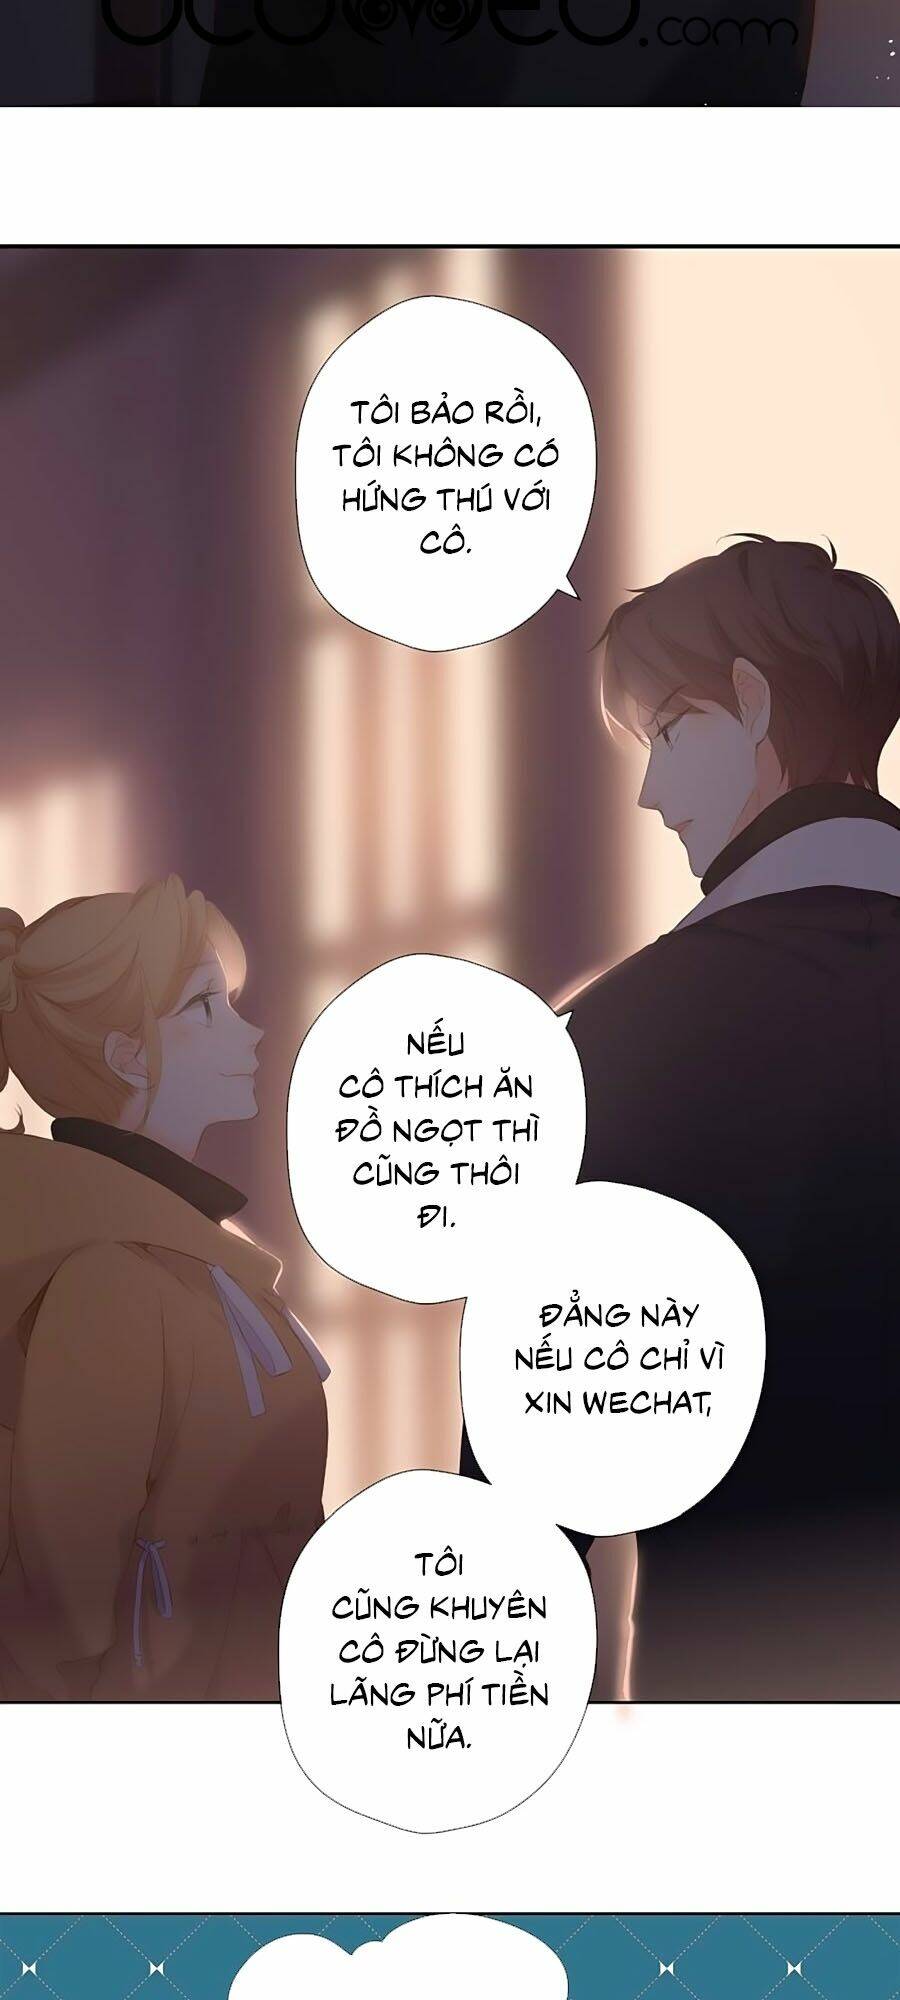 TÔI BẢO RỒI,
TÔI KHÔNG CÓ
HỨNG THÚ VỚI
CÔ.
NẾU
CÔ THÍCH ĂN
ĐỒ NGỌT THÌ
CŨNG THÔI
ĐI.
ĐẲNG NÀY
NẾU CÔ CHỈ VÌ
XIN WECHAT,
TÔI
CŨNG KHUYÊN
CÔ ĐỪNG LẠI
LÃNG PHÍ TIỀN
NỮA.